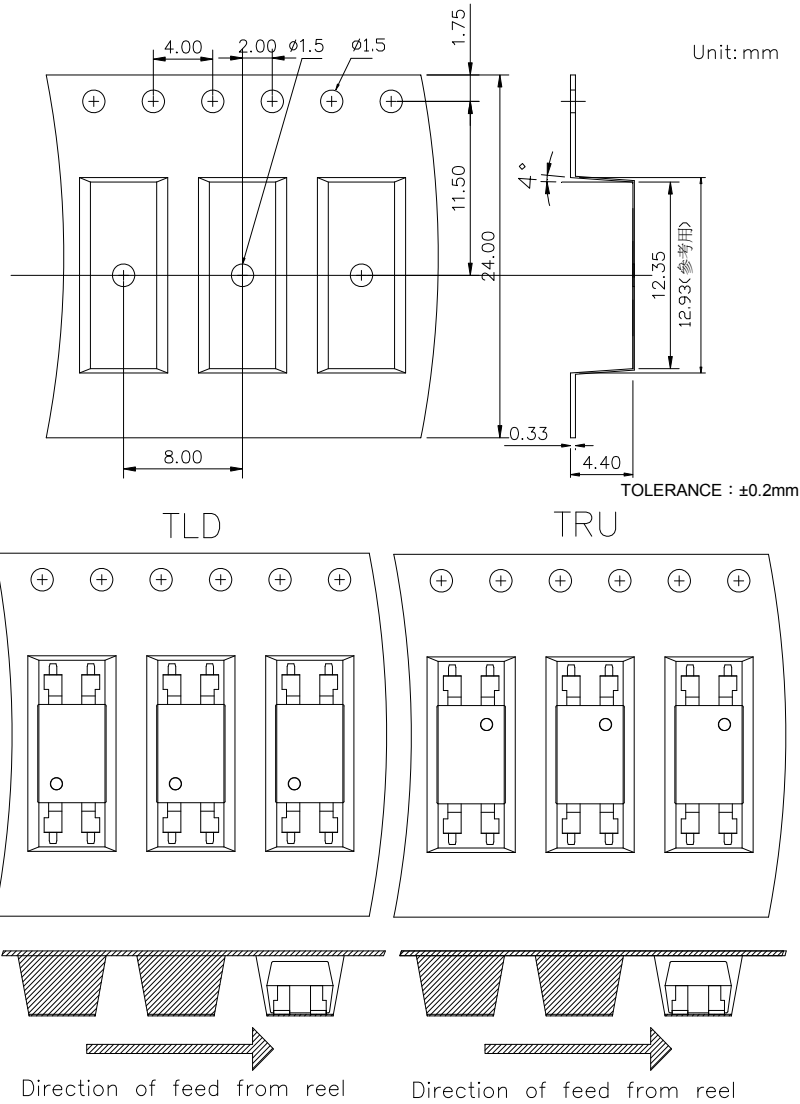 4.00
2.00
ø1.5
ø1.5
1.75
Unit: mm
11.50
24.00
4°
12.35
12.93(参考用)
8.00
0.33
4.40
TOLERANCE : ±0.2mm
TLD
TRU
Direction of feed from reel
Direction of feed from reel